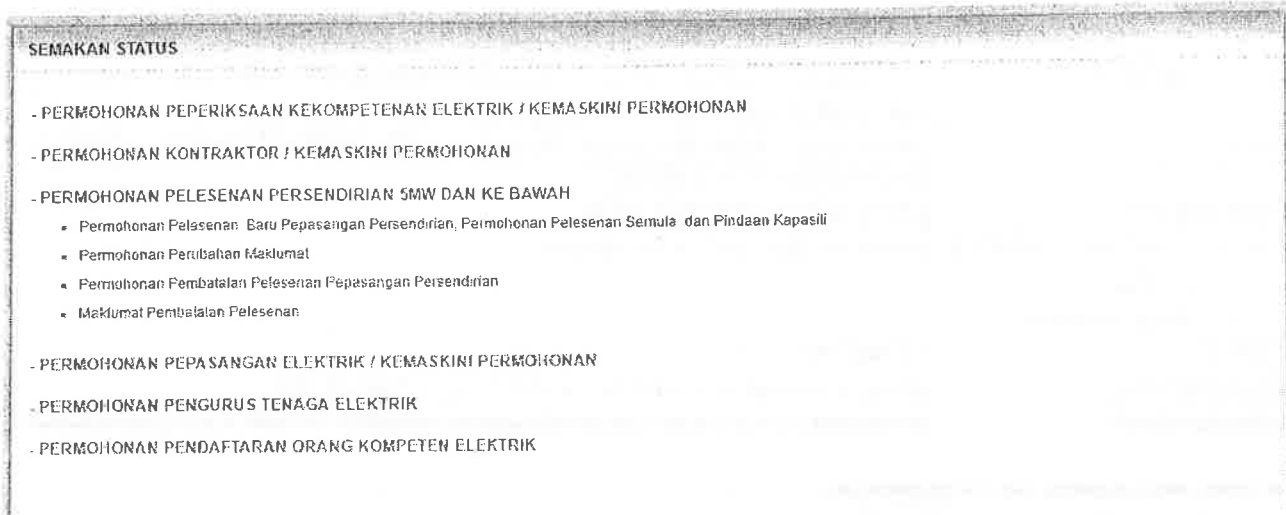 SEMAKAN STATUS
- PERMOHONAN PEPERIKSAAN KEKOMPETENAN ELEKTRIK / KEMASKINI PERMOHONAN
- PERMOHONAN KONTRAKTOR / KEMASKINI PERMOHONAN
- PERMOHONAN PELESENAN PERSENDIRIAN 5MW DAN KE BAWAH
• Permohonan Pelesenan Baru Pepasangan Persendirian, Permohonan Pelesenan Semula dan Pindaan Kapasiti
• Permohonan Perubahan Maklumat
• Permohonan Pembatalan Pelesenan Pepasangan Persendirian
• Maklumat Pembatalan Pelesenan
- PERMOHONAN PEPASANGAN ELEKTRIK / KEMASKINI PERMOHONAN
- PERMOHONAN PENGURUS TENAGA ELEKTRIK
- PERMOHONAN PENDAFTARAN ORANG KOMPETEN ELEKTRIK